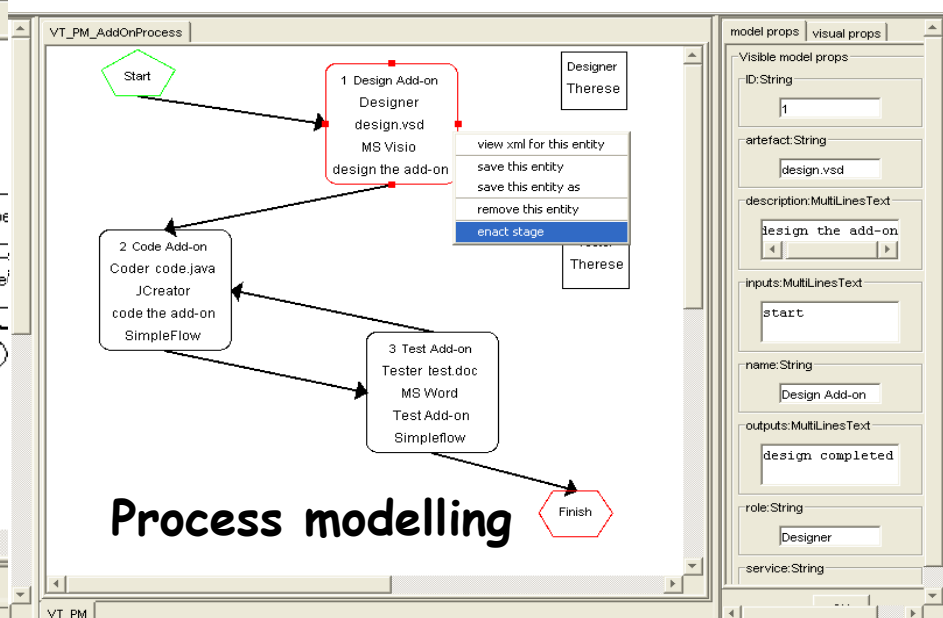 VT_PM_AddOnProcess
Start
1 Design Add-on
Designer
design.vsd
MS Visio
design the add-on
Designer
Therese
view xml for this entity
save this entity
save this entity as
remove this entity
enact stage
Therese
2 Code Add-on
Coder code.java
JCreator
code the add-on
SimpleFlow
3 Test Add-on
Tester test.doc
MS Word
Test Add-on
Simpleflow
Process modelling
Finish
VT_PM
model props
visual props
Visible model props
ID:String
1
artefact:String
design.vsd
description:MultiLinesText
design the add-on
inputs:MultiLinesText
start
name:String
Design Add-on
outputs:MultiLinesText
design completed
role:String
Designer
service:String